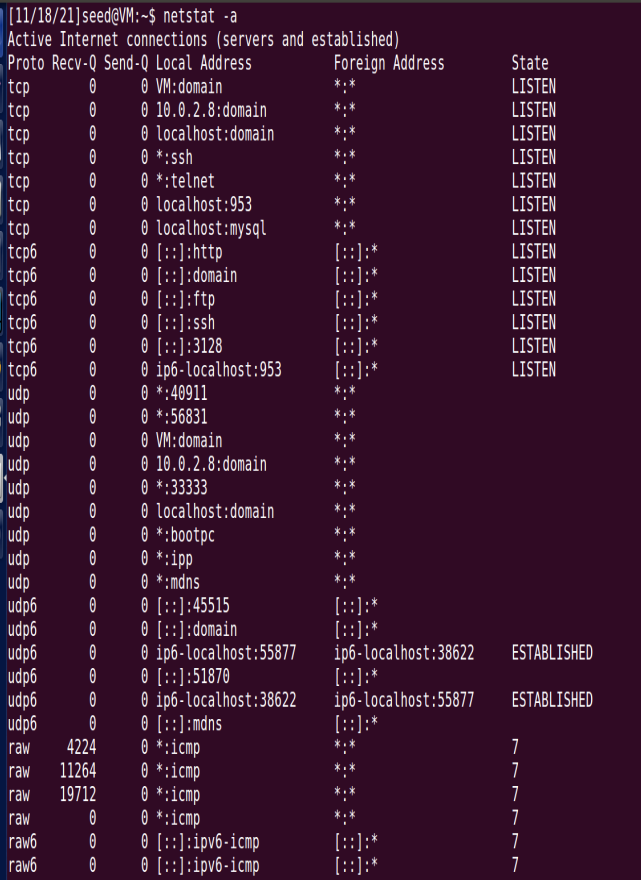 [11/18/21]seed@VM:~$ netstat -a
Active Internet connections (servers and established)
Proto Recv-Q Send-Q Local Address           Foreign Address         State
tcp        0      0 VM:domain               *:*                     LISTEN
tcp        0      0 10.0.2.8:domain         *:*                     LISTEN
tcp        0      0 localhost:domain        *:*                     LISTEN
tcp        0      0 *:ssh                   *:*                     LISTEN
tcp        0      0 *:telnet                *:*                     LISTEN
tcp        0      0 localhost:953           *:*                     LISTEN
tcp        0      0 localhost:mysql         *:*                     LISTEN
tcp6       0      0 [::]:http               [::]:*                  LISTEN
tcp6       0      0 [::]:domain             [::]:*                  LISTEN
tcp6       0      0 [::]:ftp                [::]:*                  LISTEN
tcp6       0      0 [::]:ssh                [::]:*                  LISTEN
tcp6       0      0 [::]:3128               [::]:*                  LISTEN
tcp6       0      0 ip6-localhost:953       [::]:*                  LISTEN
udp        0      0 *:40911                 *:*
udp        0      0 *:56831                 *:*
udp        0      0 VM:domain               *:*
udp        0      0 10.0.2.8:domain         *:*
udp        0      0 *:33333                 *:*
udp        0      0 localhost:domain        *:*
udp        0      0 *:bootpc                *:*
udp        0      0 *:ipp                   *:*
udp        0      0 *:mdns                  *:*
udp6       0      0 [::]:45515              [::]:*
udp6       0      0 [::]:domain             [::]:*
udp6       0      0 ip6-localhost:55877     ip6-localhost:38622     ESTABLISHED
udp6       0      0 [::]:51870              [::]:*
udp6       0      0 ip6-localhost:38622     ip6-localhost:55877     ESTABLISHED
udp6       0      0 [::]:mdns               [::]:*
raw     4224      0 *:icmp                  *:*                     7
raw    11264      0 *:icmp                  *:*                     7
raw    19712      0 *:icmp                  *:*                     7
raw        0      0 *:icmp                  *:*                     7
raw6       0      0 [::]:ipv6-icmp          [::]:*                  7
raw6       0      0 [::]:ipv6-icmp          [::]:*                  7